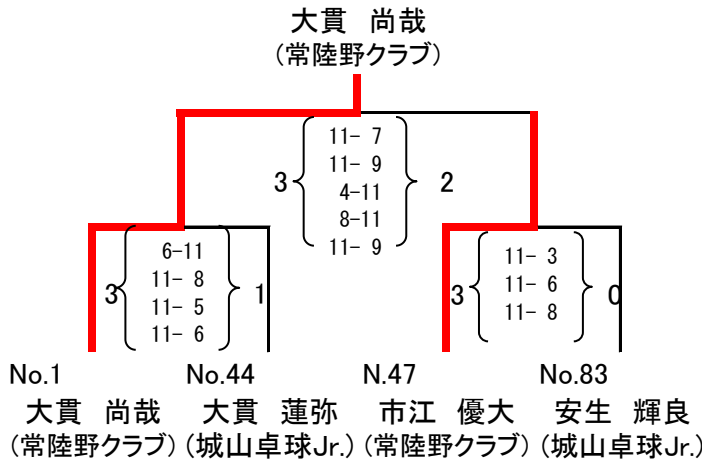 大貫　尚哉
（常陸野クラブ）
11- 7
11- 9
3 4-11 2
8-11
11- 9
6-11
11- 8
3 11- 5 1
11- 6
11- 3
3 11- 6 0
11- 8
No.1 No.44 N.47 No.83
大貫　尚哉 大貫　蓮弥 市江　優大 安生　輝良
（常陸野クラブ） （城山卓球Jr.） （常陸野クラブ） （城山卓球Jr.）